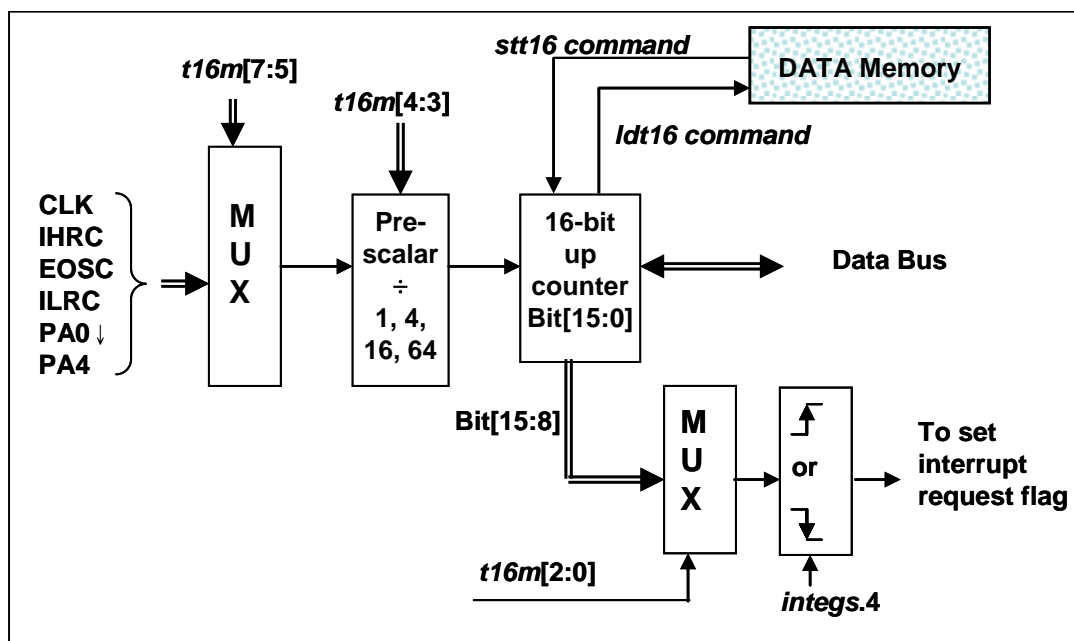 stt16 command
DATA Memory
t16m[7:5]
t16m[4:3]
ldt16 command
CLK
IHRC
EOSC
ILRC
PA0↓
PA4
M
U
X
Pre-
scalar
÷
1, 4,
16, 64
16-bit
up
counter
Bit[15:0]
Data Bus
Bit[15:8]
M
U
X
or
To set
interrupt
request flag
t16m[2:0]
integs.4